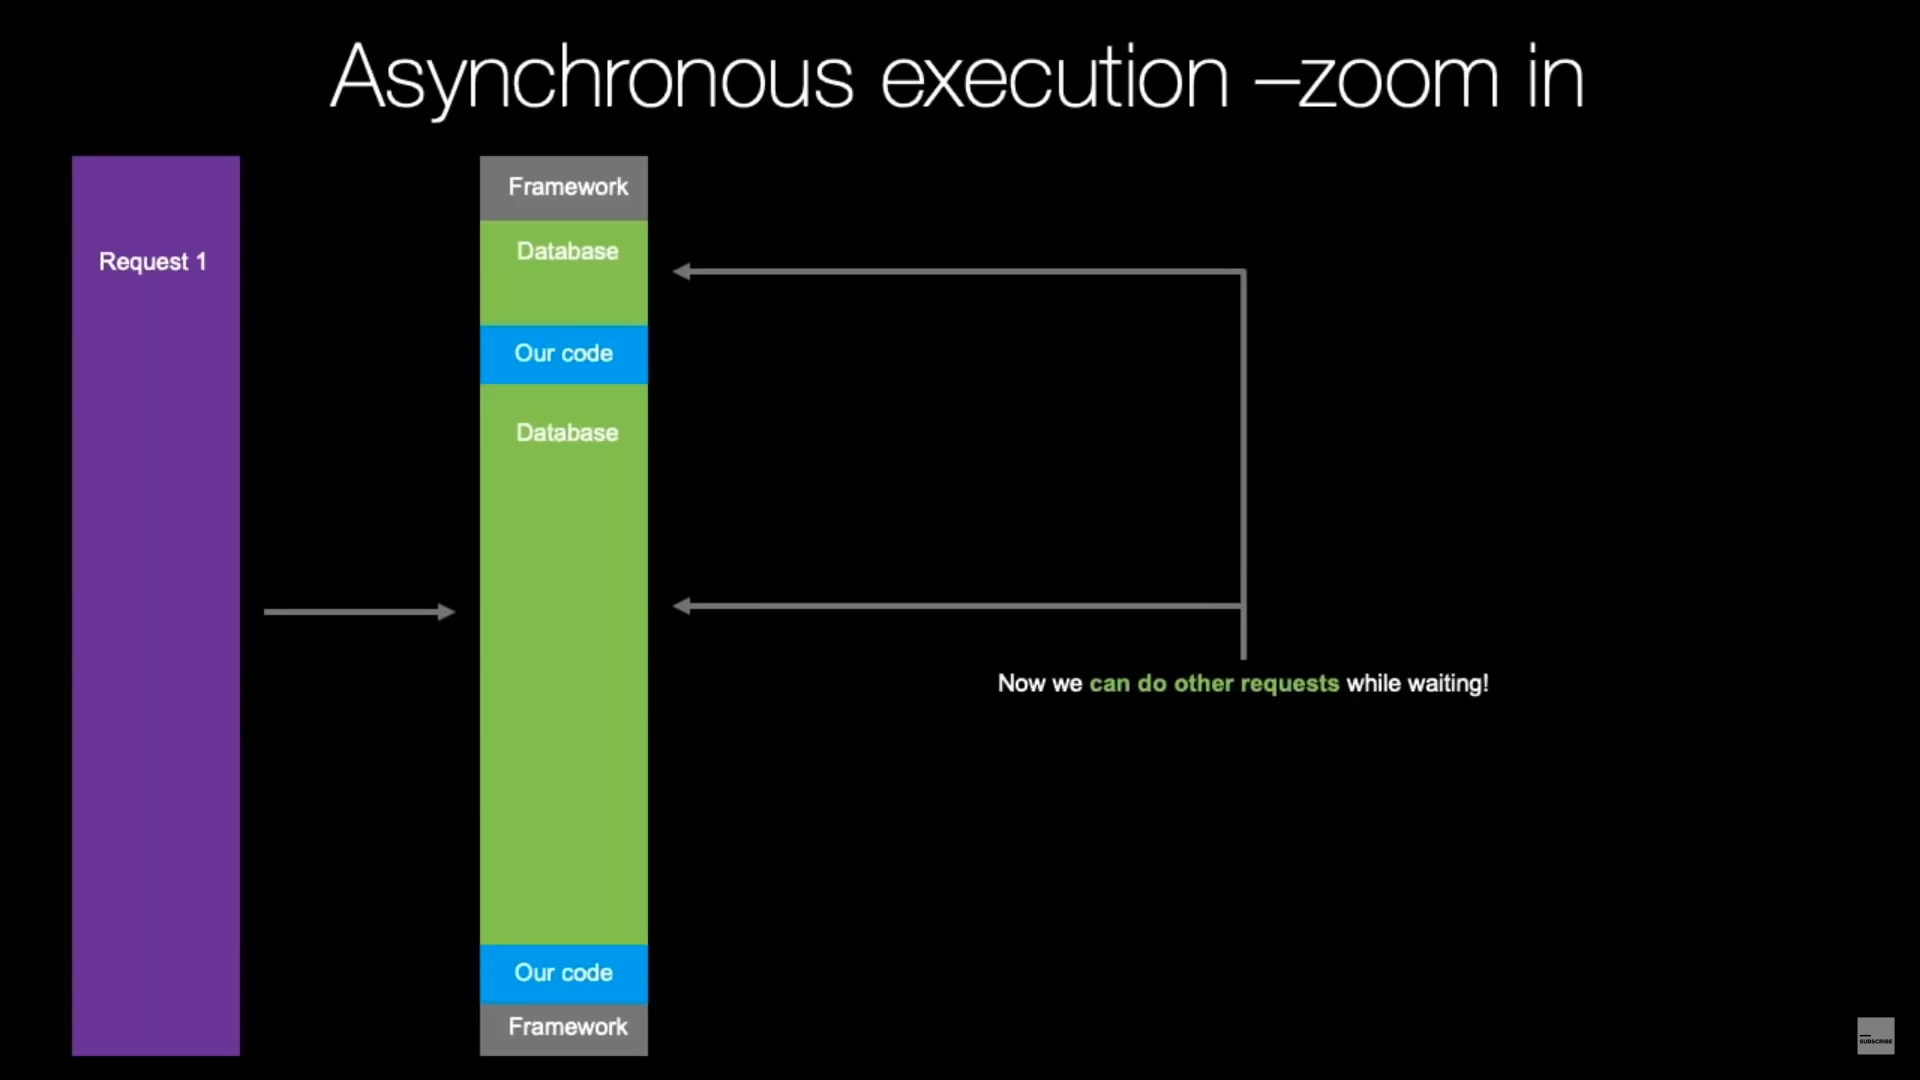 Asynchronous execution –zoom in
Request 1
Framework
Database
Our code
Database
Our code
Framework
Now we can do other requests while waiting!
SUBSCRIBE